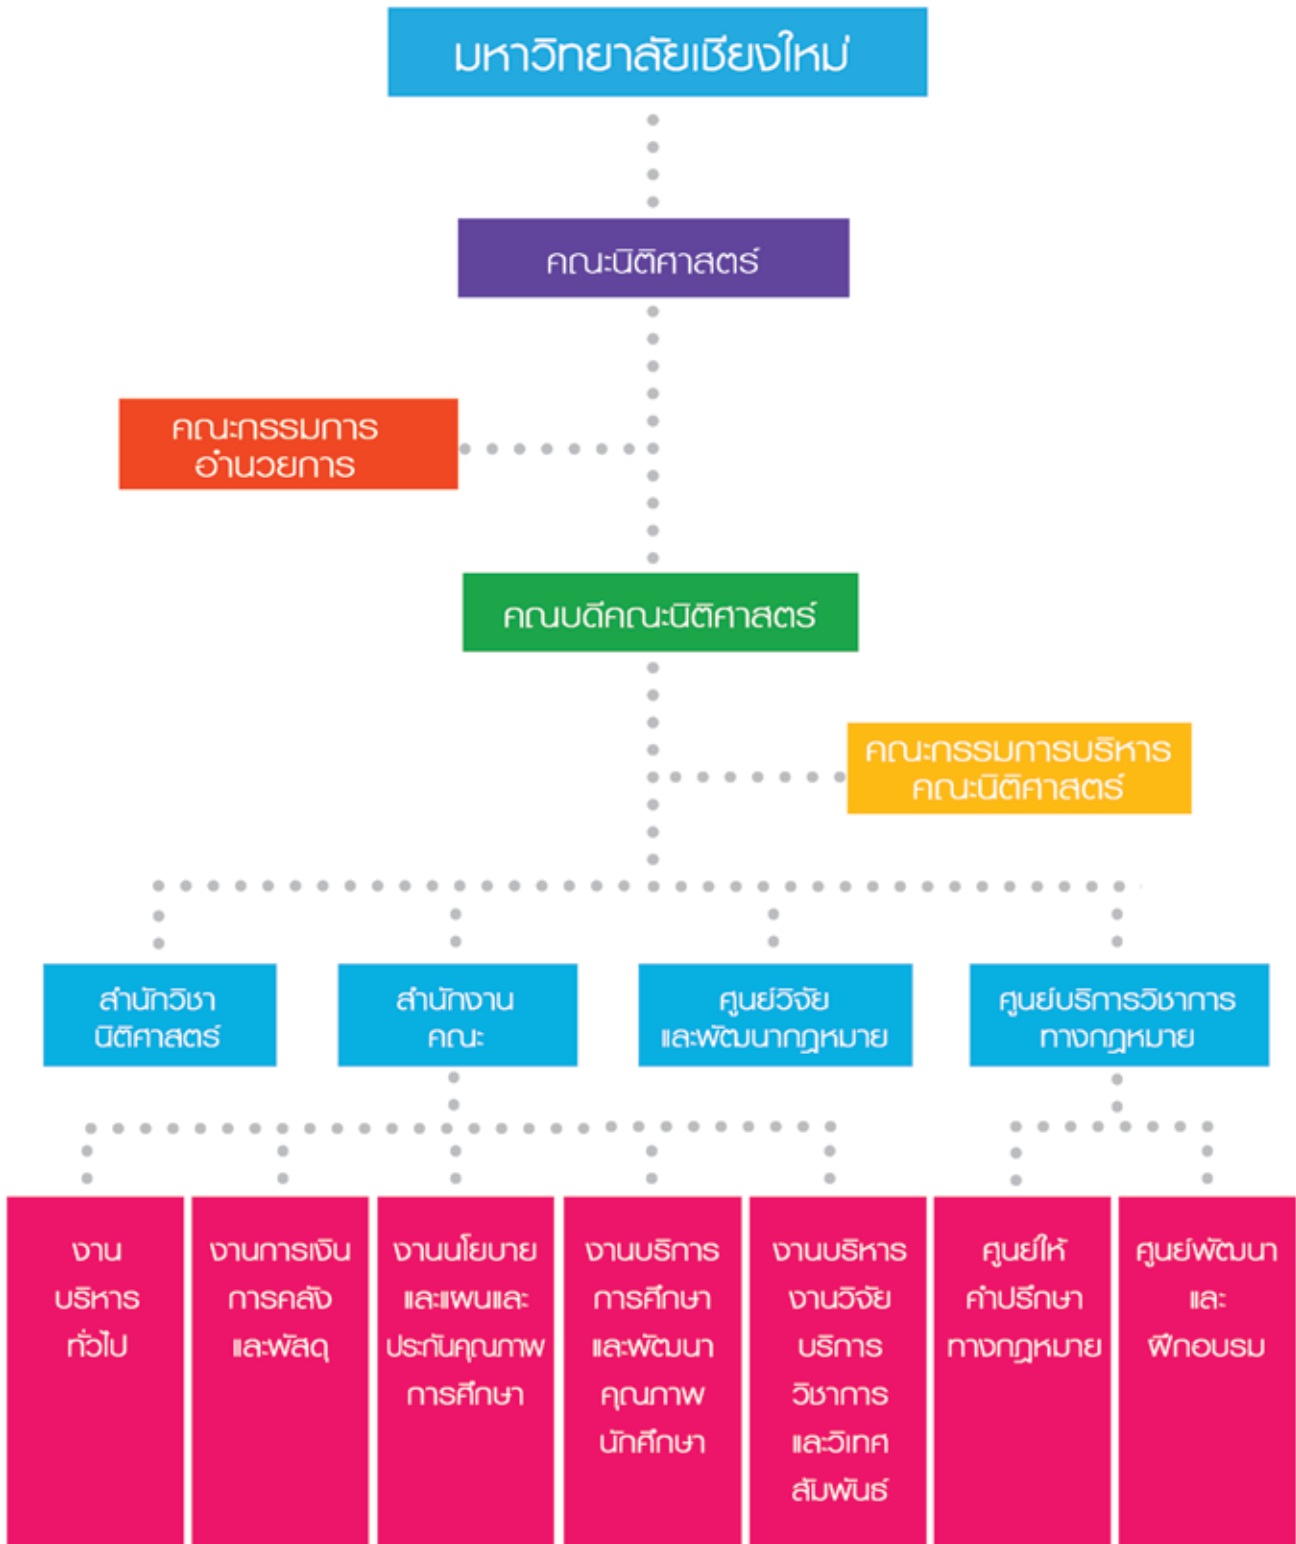 มหาวิทยาลัยเชียงใหม่
คณะนิติศาสตร์
คณะกรรมการ
อำนวยการ
คณบดีคณะนิติศาสตร์
คณะกรรมการบริหาร
คณะนิติศาสตร์
สำนักวิชา
นิติศาสตร์
สำนักงาน
คณะ
ศูนย์วิจัย
และพัฒนากฎหมาย
ศูนย์บริการวิชาการ
ทางกฎหมาย
งาน
บริหาร
ทั่วไป
งานการเงิน
การคลัง
และพัสดุ
งานนโยบาย
และแผนและ
ประกันคุณภาพ
การศึกษา
งานบริการ
การศึกษา
และพัฒนา
คุณภาพ
นักศึกษา
งานบริหาร
งานวิจัย
บริการ
วิชาการ
และวิเทศ
สัมพันธ์
ศูนย์ให้
คำปรึกษา
ทางกฎหมาย
ศูนย์พัฒนา
และ
ฝึกอบรม